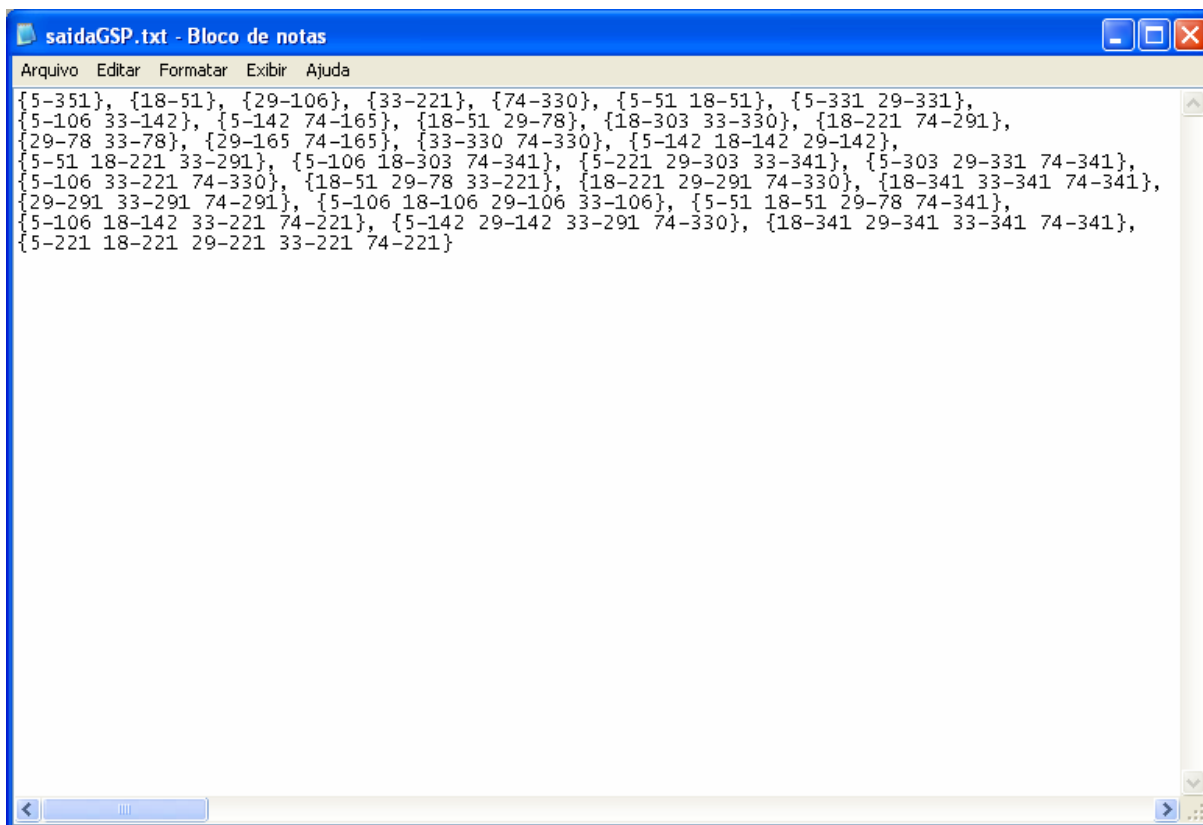 saidaGSP.txt - Bloco de notas
Arquivo Editar Formatar Exibir Ajuda
{5-351}, {18-51}, {29-106}, {33-221}, {74-330}, {5-51 18-51}, {5-331 29-331},
{5-106 33-142}, {5-142 74-165}, {18-51 29-78}, {18-303 33-330}, {18-221 74-291},
{29-78 33-78}, {29-165 74-165}, {33-330 74-330}, {5-142 18-142 29-142},
{5-51 18-221 33-291}, {5-106 18-303 74-341}, {5-221 29-303 33-341}, {5-303 29-331 74-341},
{5-106 33-221 74-330}, {18-51 29-78 33-221}, {18-221 29-291 74-330}, {18-341 33-341 74-341},
{29-291 33-291 74-291}, {5-106 18-106 29-106 33-106}, {5-51 18-51 29-78 74-341},
{5-106 18-142 33-221 74-221}, {5-142 29-142 33-291 74-330}, {18-341 29-341 33-341 74-341},
{5-221 18-221 29-221 33-221 74-221}